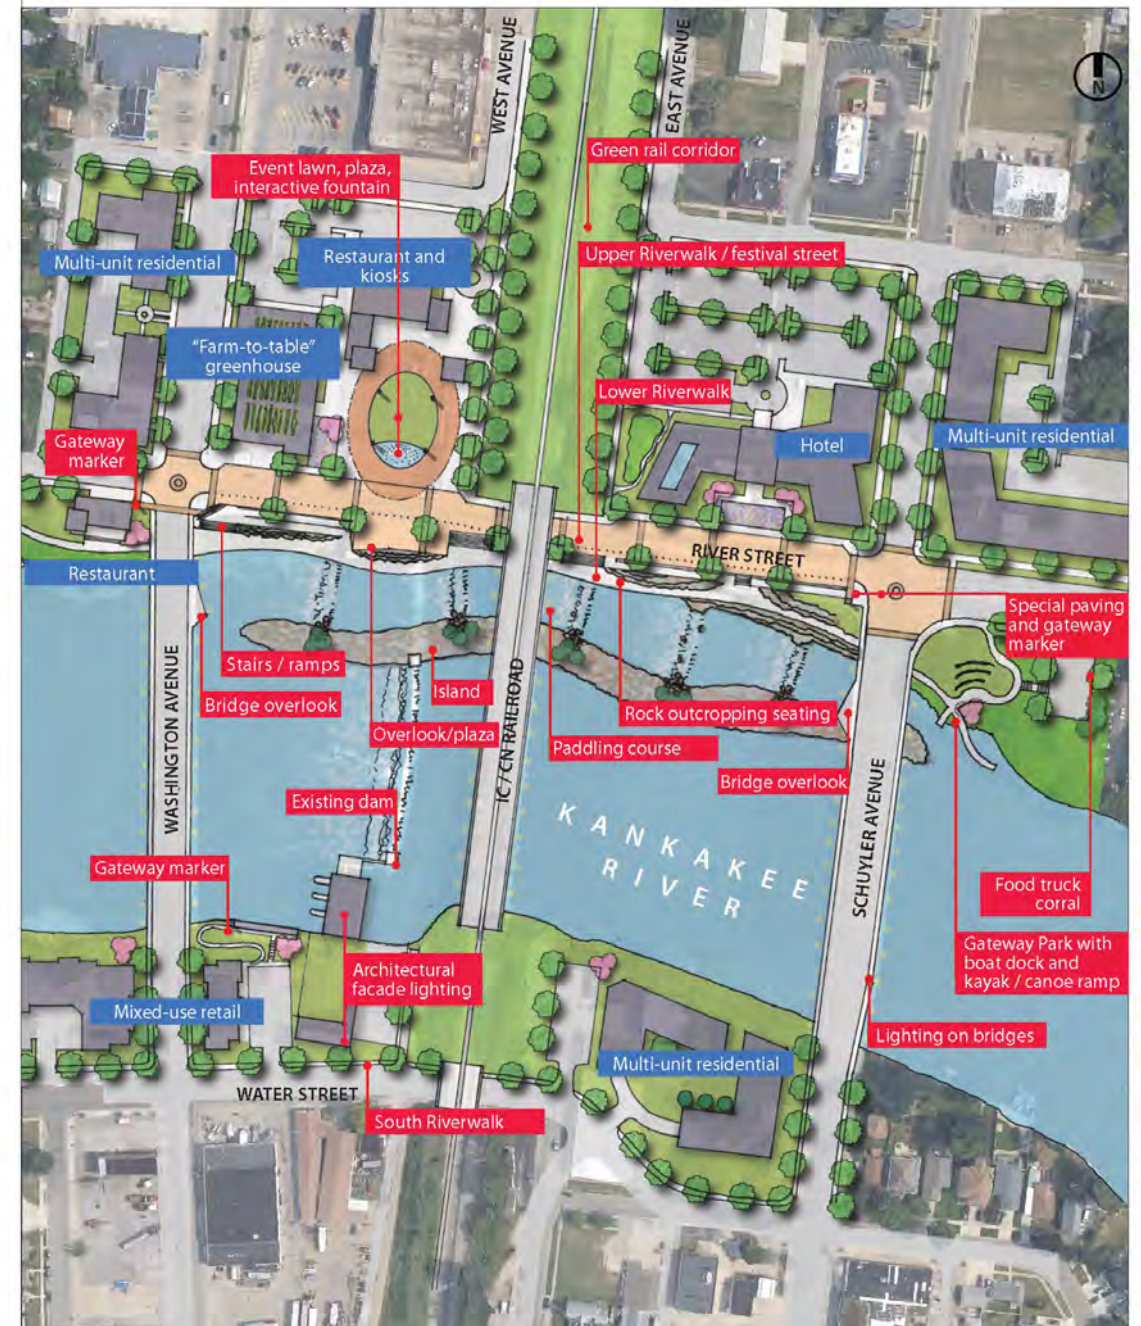 WEST AVENUE
EAST AVENUE
N
Green rail corridor
Event lawn, plaza,
interactive fountain
Upper Riverwalk / festival street
Multi-unit residential
Restaurant and
kiosks
"Farm-to-table"
greenhouse
Lower Riverwalk
Gateway
marker
Hotel
Multi-unit residential
RIVER STREET
Restaurant
Special paving
and gateway
marker
Stairs / ramps
Island
Bridge overlook
Overlook/plaza
Rock outcropping seating
Paddling course
Bridge overlook
WASHINGTON AVENUE
IC / CN RAILROAD
SCHUYLER AVENUE
Existing dam
KANKAKEE
RIVER
Gateway marker
Food truck
corral
Gateway Park with
boat dock and
kayak / canoe ramp
Architectural
facade lighting
Mixed-use retail
Lighting on bridges
Multi-unit residential
WATER STREET
South Riverwalk